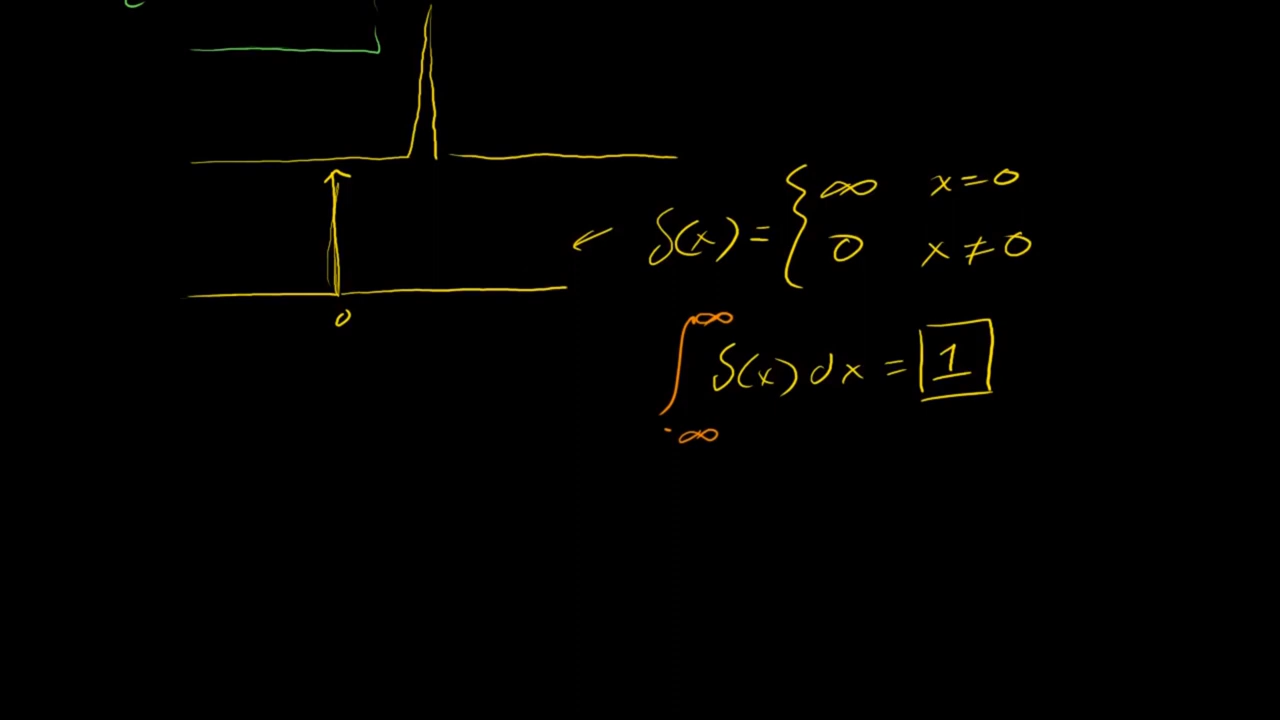 δ(x) = { ∞ x=0
0 x≠0
0
∫_{-∞}^{∞} δ(x) dx = 1